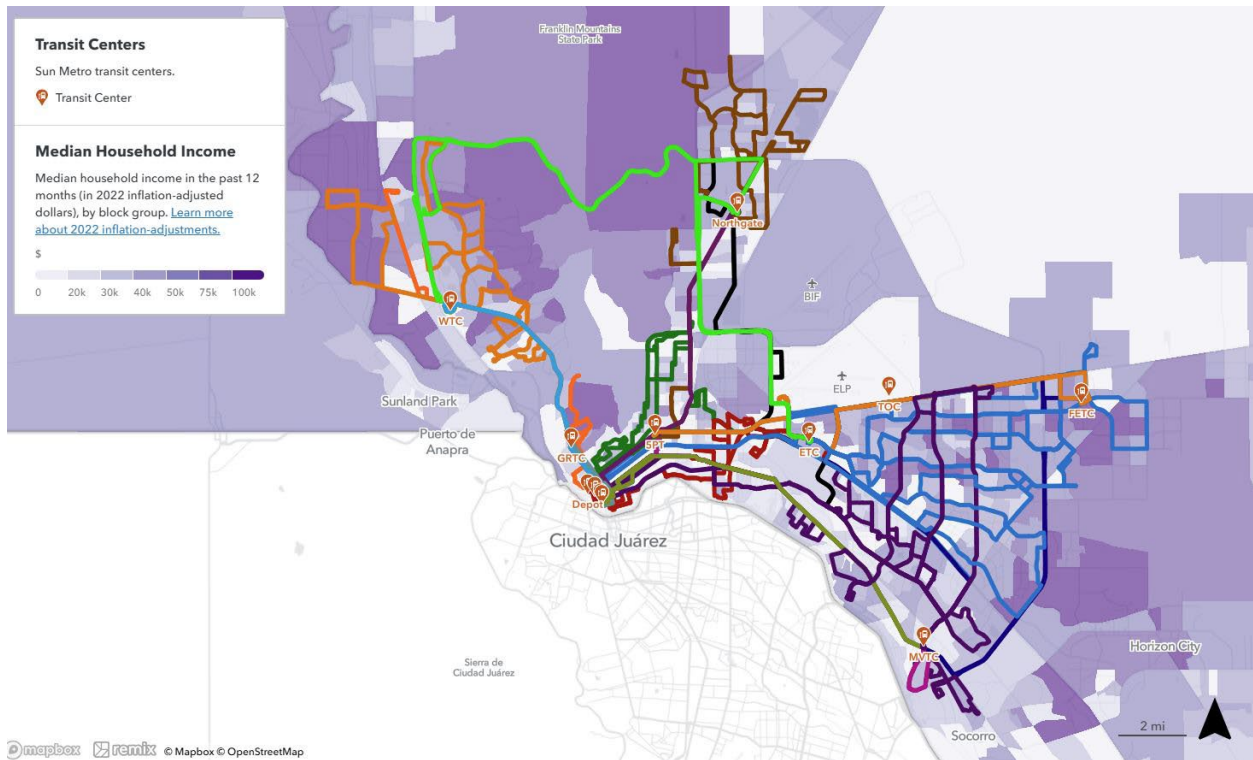 Transit Centers
Sun Metro transit centers.
Transit Center
Median Household Income
Median household income in the past 12
months (in 2022 inflation-adjusted
dollars), by block group. Learn more
about 2022 inflation-adjustments.
$
0 20k 30k 40k 50k 75k 100k
Franklin Mountains
State Park
Northgate
BIF
WTC
ELP
TOC
FETC
Sunland Park
Puerto de
Anapra
GRTC
5PT
ETC
Depot
Ciudad Juárez
MVTC
Horizon City
Sierra de
Ciudad Juárez
Socorro
2 mi
mapbox remix © Mapbox © OpenStreetMap